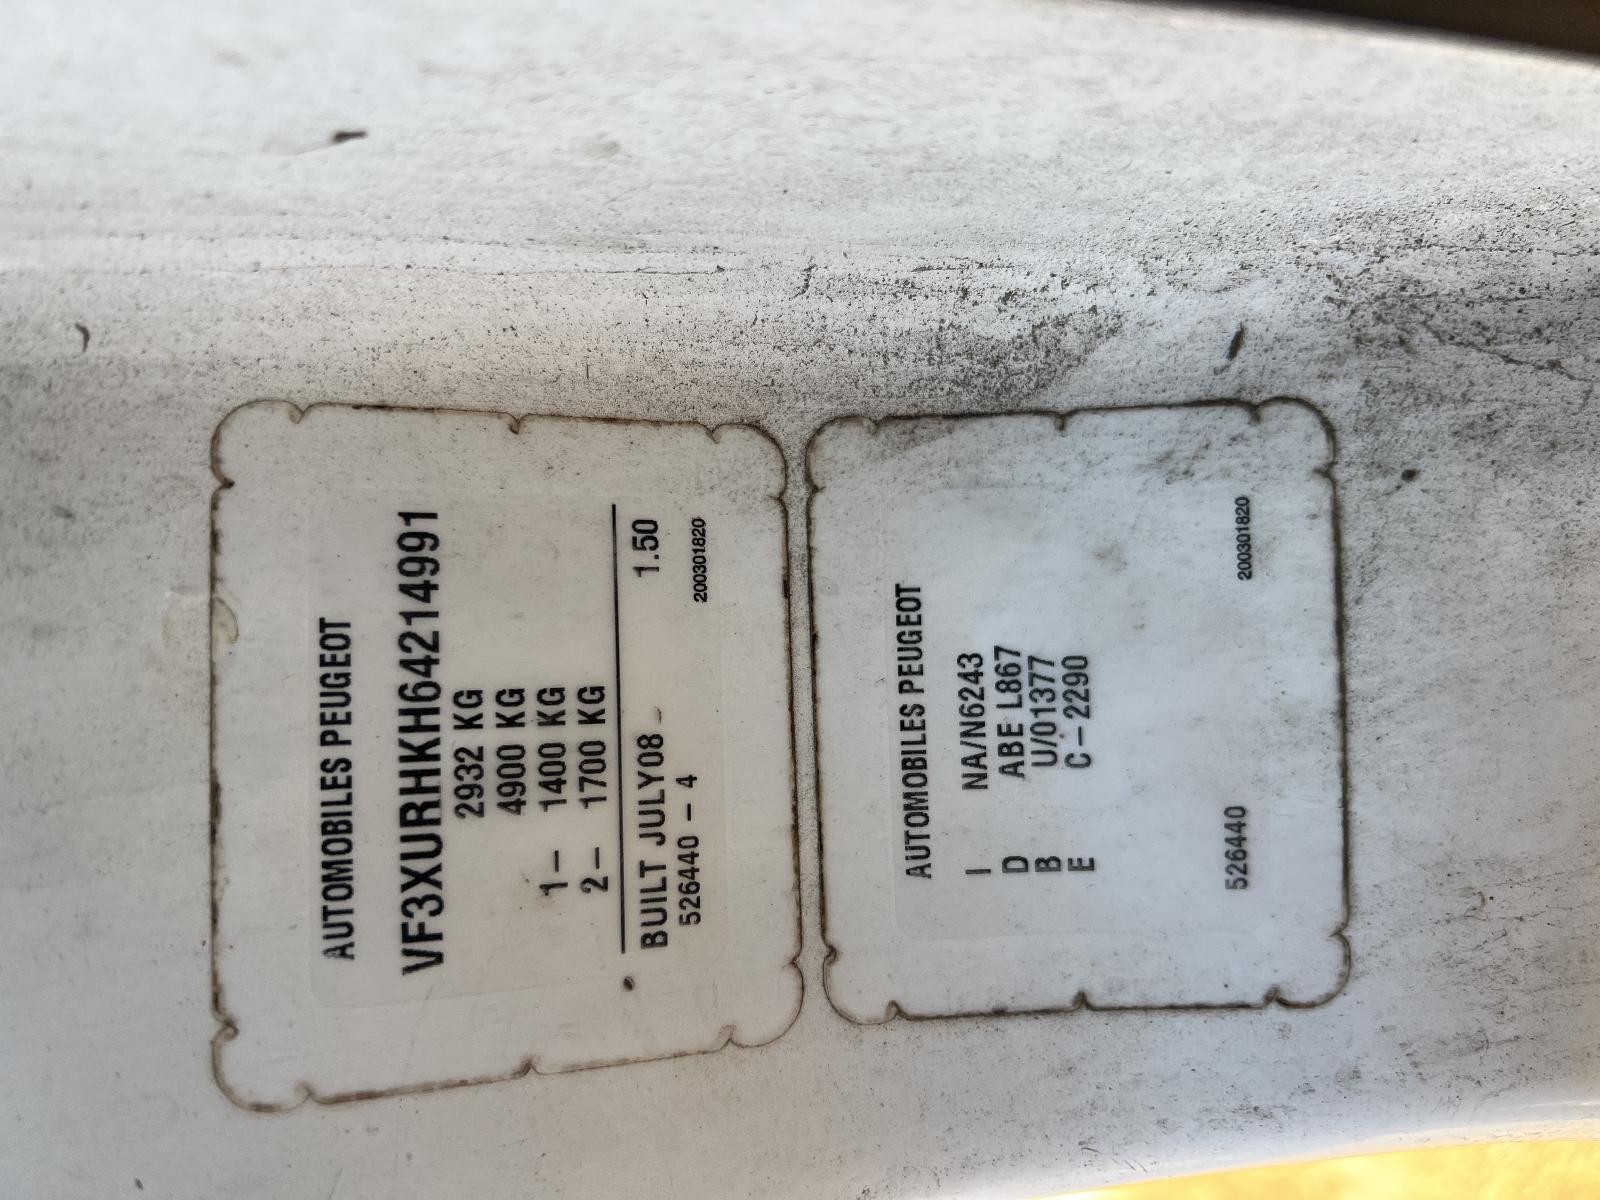 AUTOMOBILES PEUGEOT
VF3XURHKH64214991
2932 KG
4900 KG
1– 1400 KG
2– 1700 KG
BUILT JULY08 1.50
526440 – 4 200301820
AUTOMOBILES PEUGEOT
I NA/N6243
D ABE L867
B U/01377
E C–2290
526440 200301820